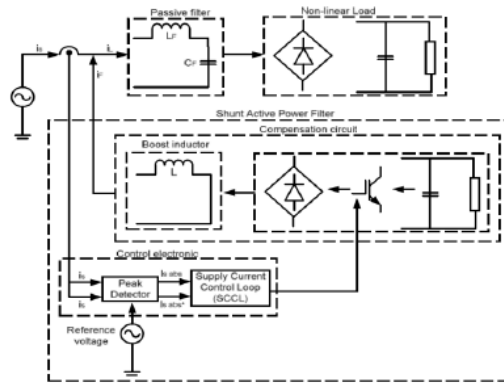 Passive filter
Non-linear Load
LF
CF
is
iL
iF
Shunt Active Power Filter
Compensation circuit
Boost inductor
L
Control electronic
is
is
Peak
Detector
is abs
is abs*
Supply Current
Control Loop
(SCCL)
Reference
voltage